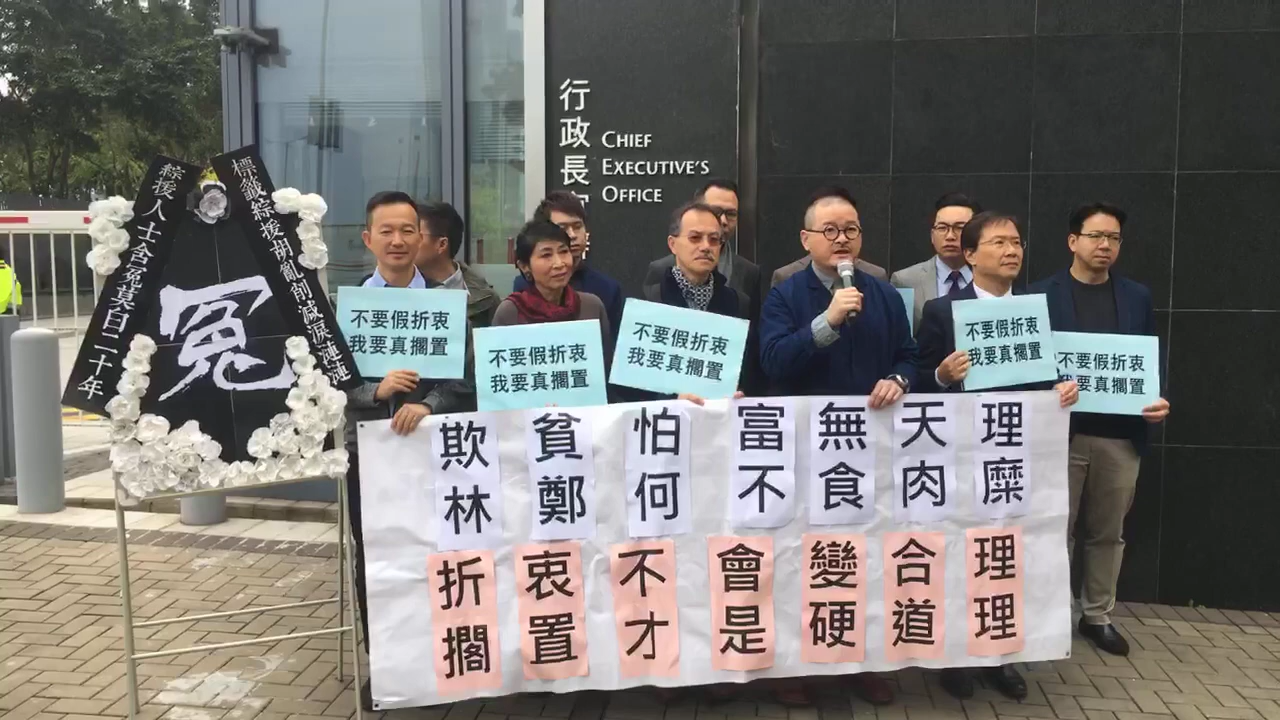 行政長
CHIEF
EXECUTIVE'S
OFFICE
標籤綜援胡亂削減淚漣漣
綜援人士含冤莫白二十年
冤
不要假折衷
我要真擱置
不要假折衷
我要真擱置
不要假折衷
我要真擱置
不要假折衷
我要真擱置
不要假折衷
我要真擱置
欺貧怕富無天理
林鄭何不食肉糜
折衷不會變合理
擱置才是硬道理